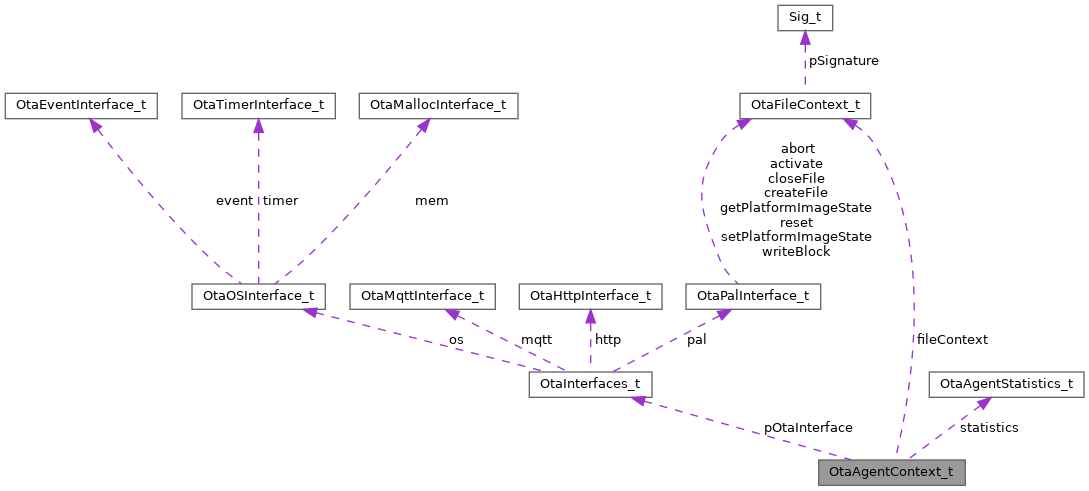 Sig_t
pSignature
OtaEventInterface_t
OtaTimerInterface_t
OtaMallocInterface_t
OtaFileContext_t
abort
activate
closeFile
createFile
getPlatformImageState
reset
setPlatformImageState
writeBlock
event
timer
mem
OtaOSInterface_t
OtaMqttInterface_t
OtaHttpInterface_t
OtaPalInterface_t
os
mqtt
http
pal
fileContext
OtaInterfaces_t
OtaAgentStatistics_t
pOtaInterface
statistics
OtaAgentContext_t